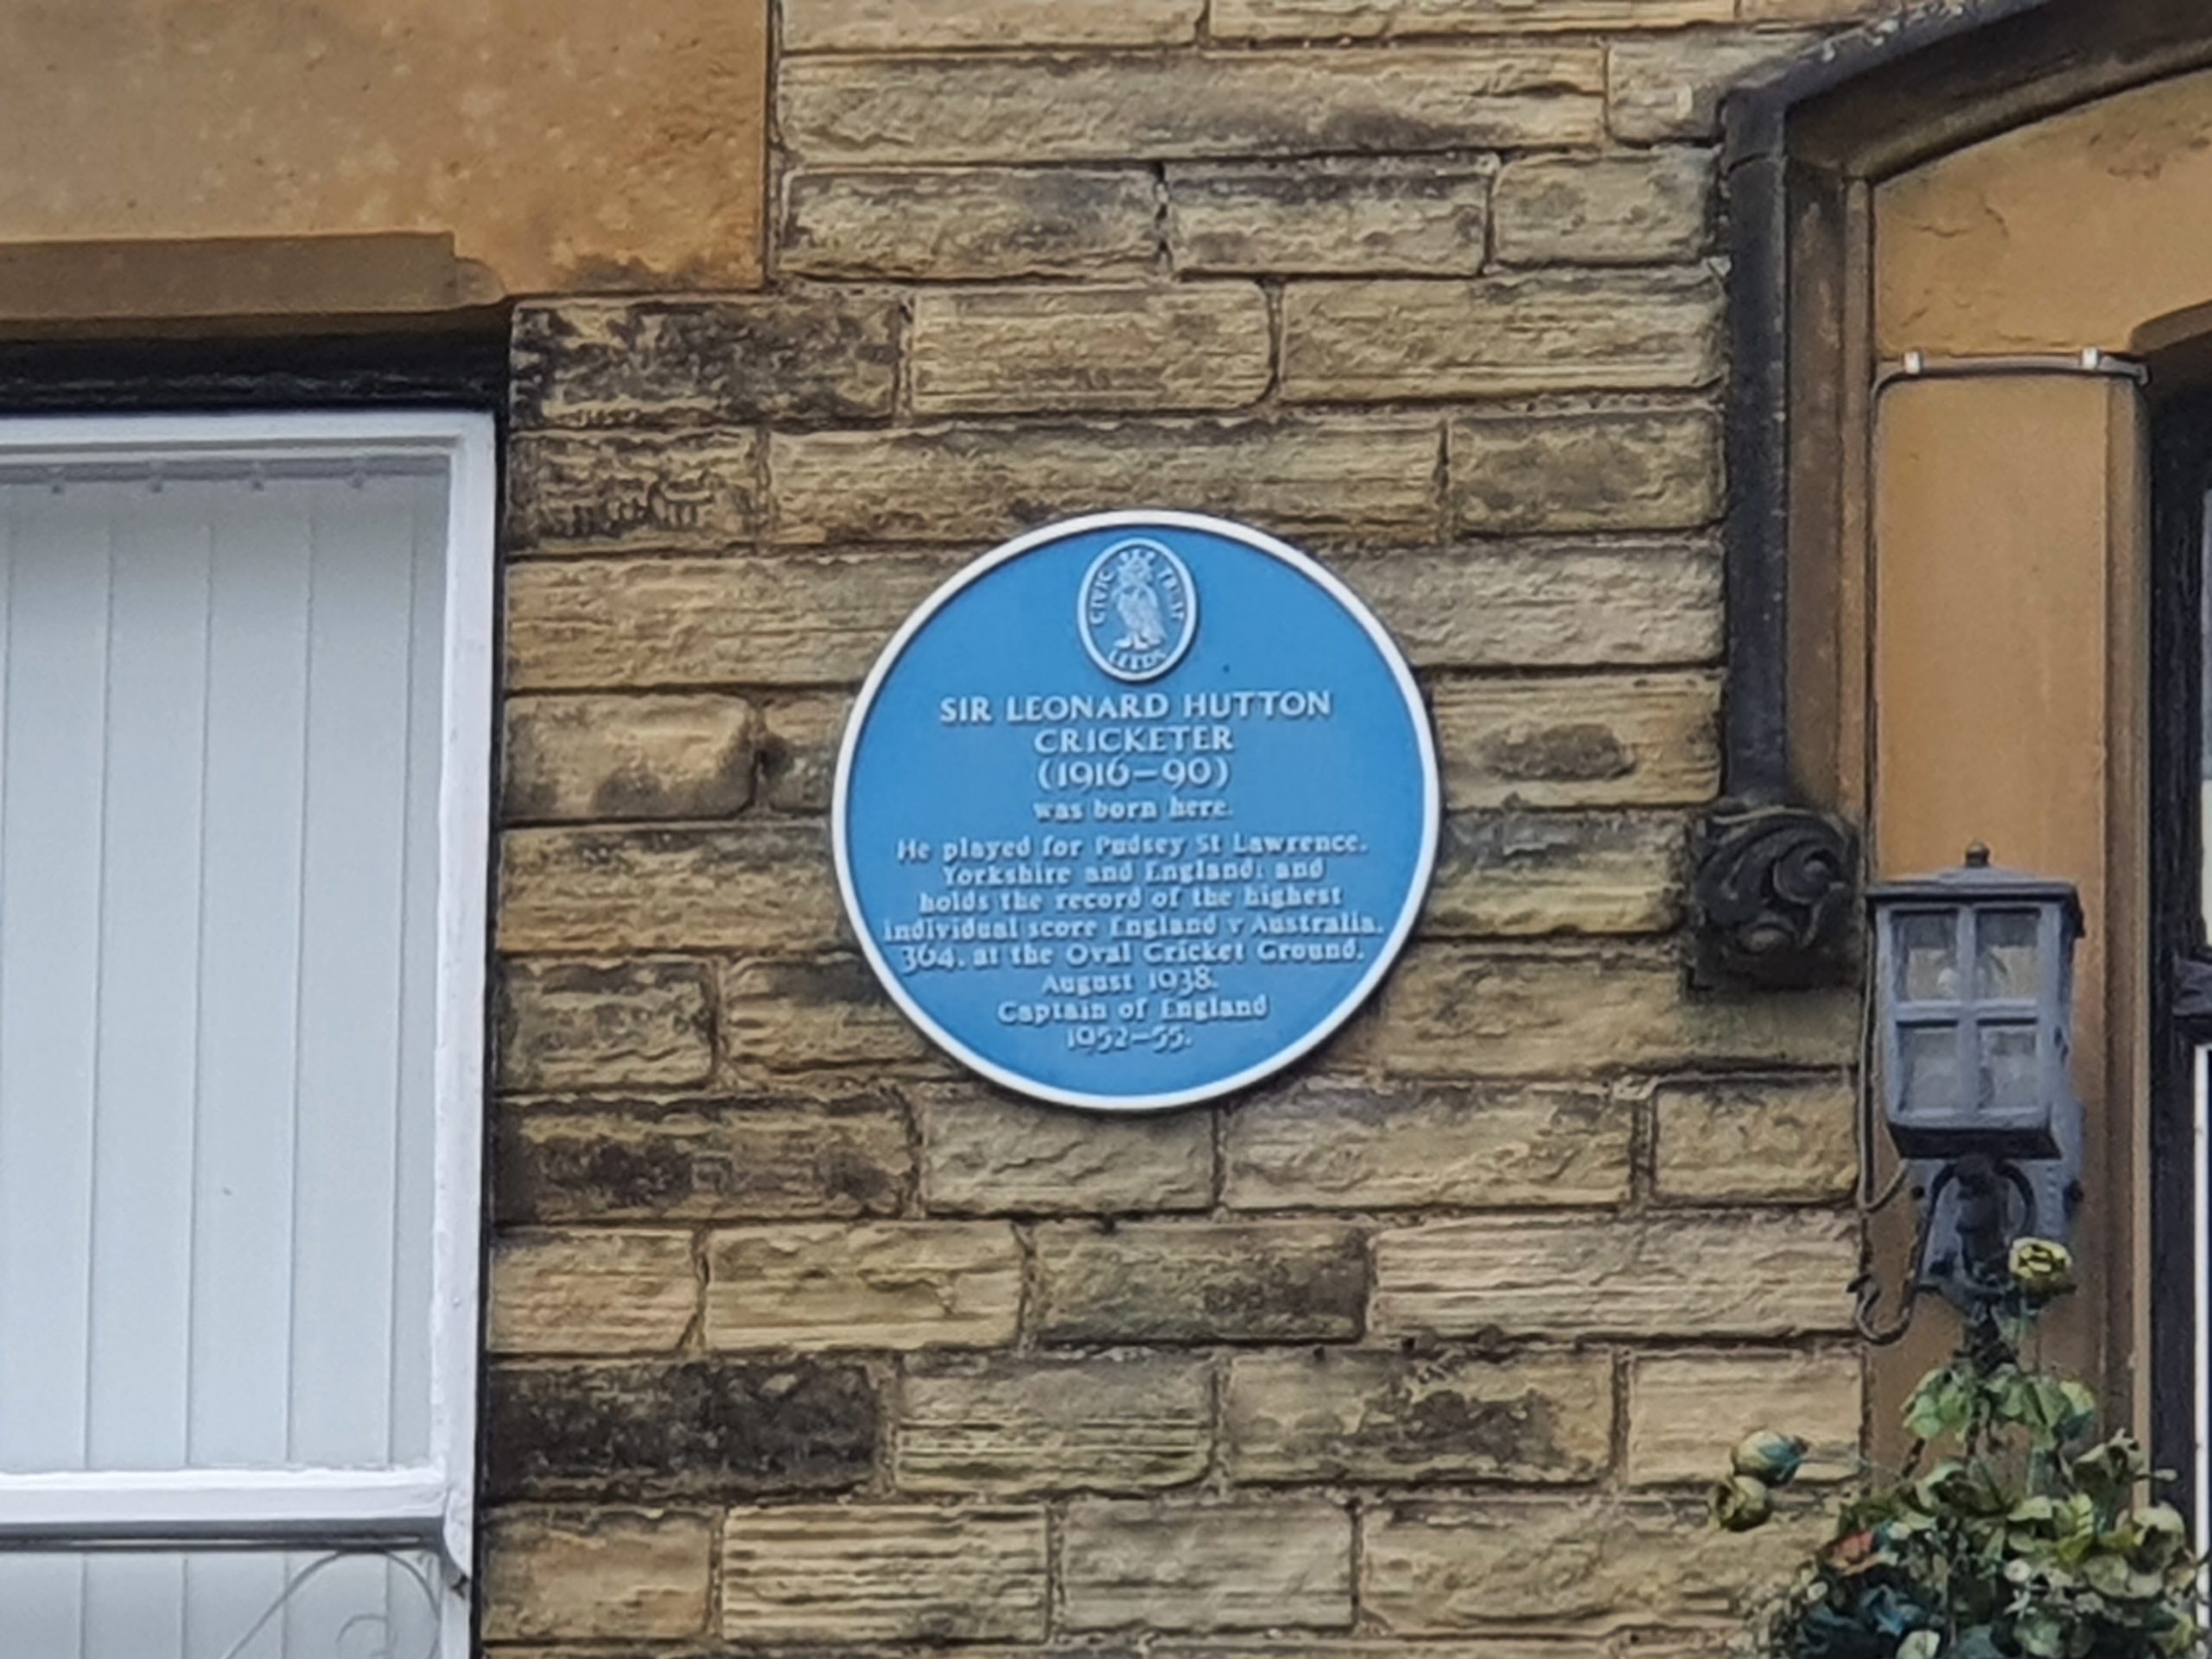 CIVIC TRUST
LEEDS
SIR LEONARD HUTTON
CRICKETER
(1916–90)
was born here.
He played for Pudsey St Lawrence,
Yorkshire and England; and
holds the record of the highest
individual score England v Australia,
364, at the Oval Cricket Ground,
August 1938.
Captain of England
1952–55.